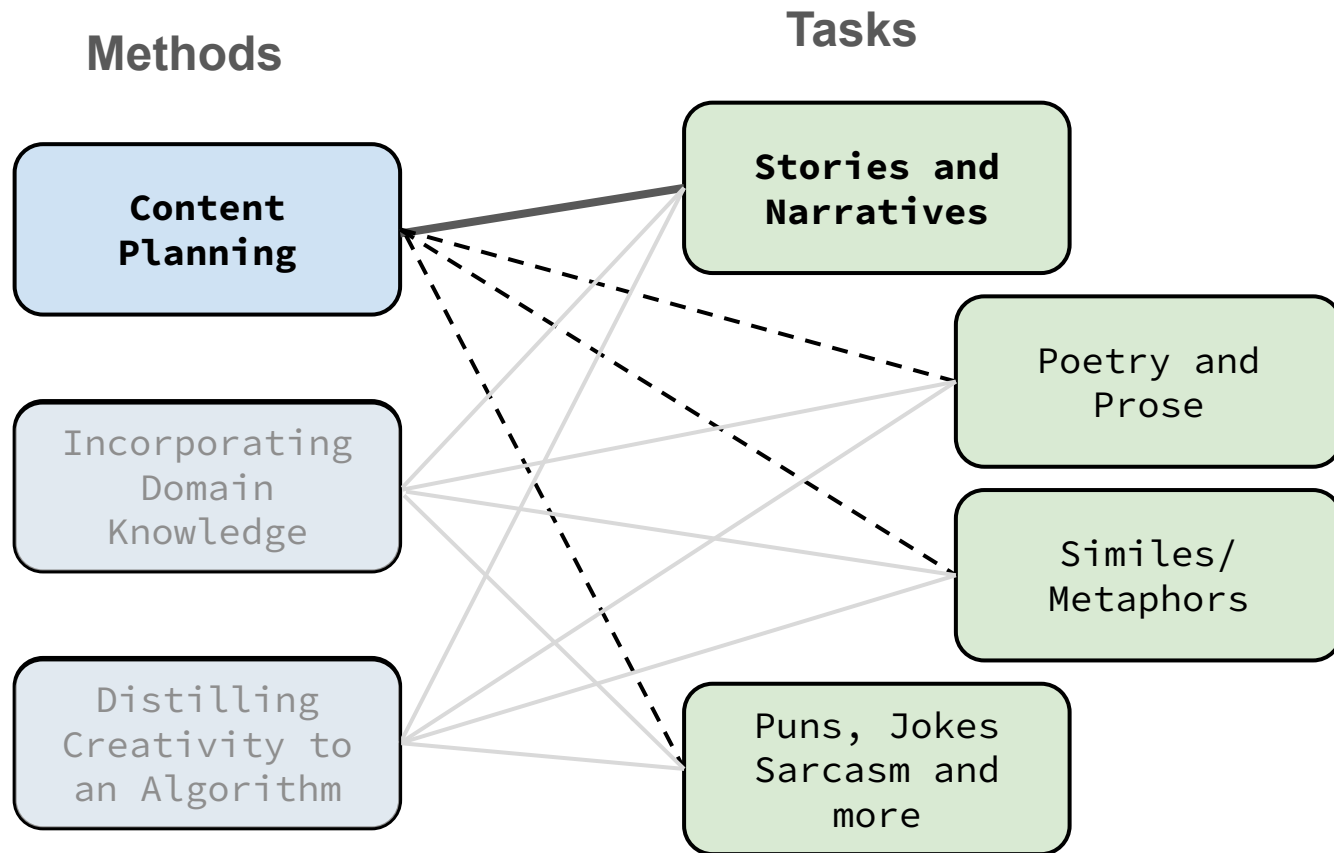 Methods
Tasks
Content
Planning
Incorporating
Domain
Knowledge
Distilling
Creativity to
an Algorithm
Stories and
Narratives
Poetry and
Prose
Similes/
Metaphors
Puns, Jokes
Sarcasm and
more